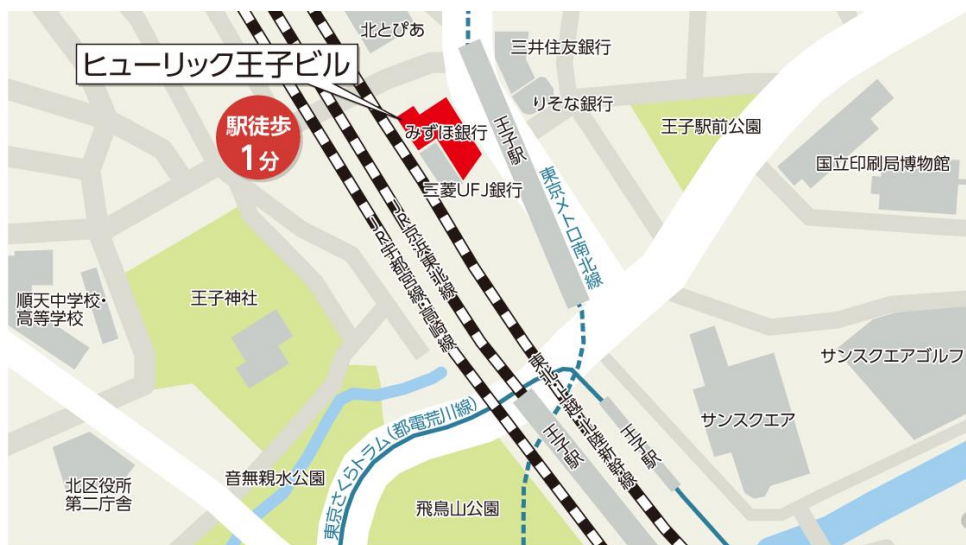 北とぴあ
三井住友銀行
ヒューリック王子ビル
りそな銀行
駅徒歩
1分
みずほ銀行
王子駅
王子駅前公園
国立印刷局博物館
三菱UFJ銀行
東京メトロ南北線
JR京浜東北線
JR宇都宮線・高崎線
順天中学校・
高等学校
王子神社
東北・上越・北陸新幹線
サンスクエアゴルフ
サンスクエア
東京さくらトラム(都電荒川線)
王子駅
王子駅
北区役所
第二庁舎
音無親水公園
飛鳥山公園